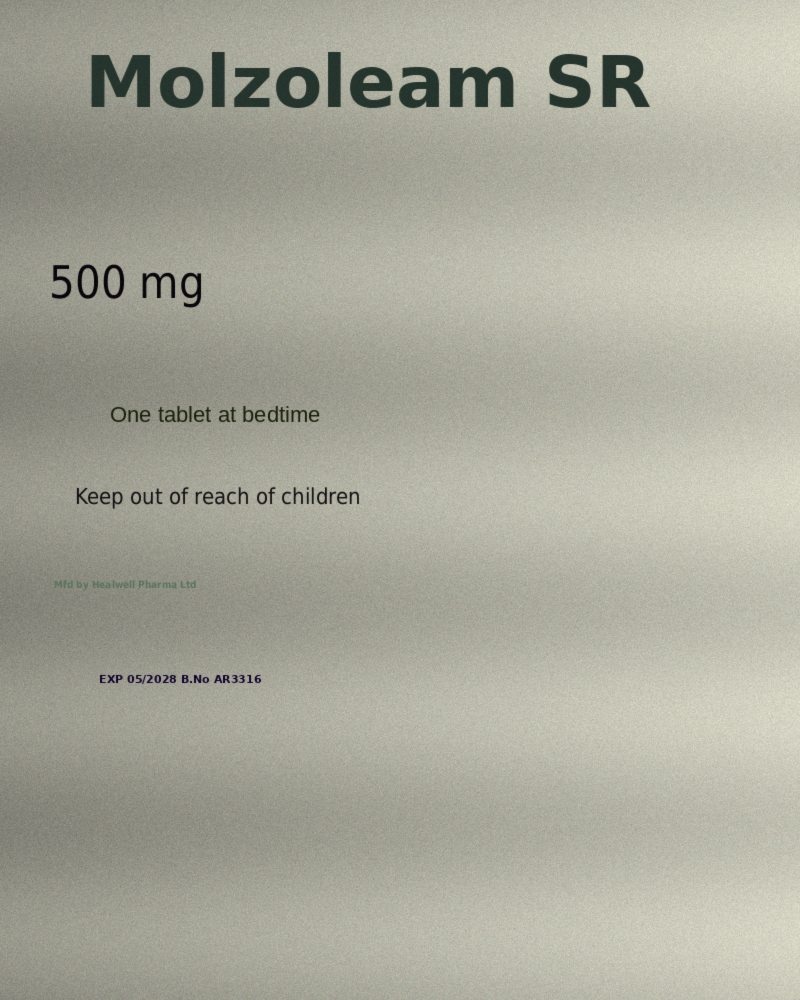 Molzoleam SR
500 mg
One tablet at bedtime
Keep out of reach of children
Mfd by Healwell Pharma Ltd
EXP 05/2028 B.No AR3316